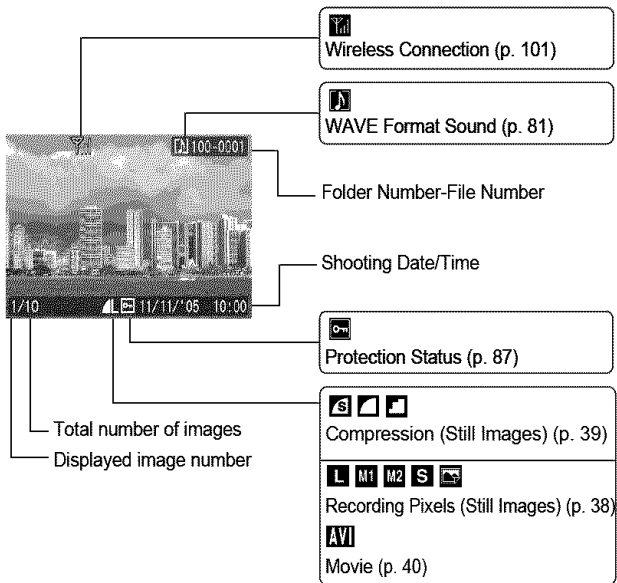 Wireless Connection (p. 101)
WAVE Format Sound (p. 81)
100-0001
Folder Number-File Number
Shooting Date/Time
1/10 L 11/11/'05 10:00
Protection Status (p. 87)
S
Compression (Still Images) (p. 39)
Total number of images
Displayed image number
L M1 M2 S
Recording Pixels (Still Images) (p. 38)
AVI
Movie (p. 40)